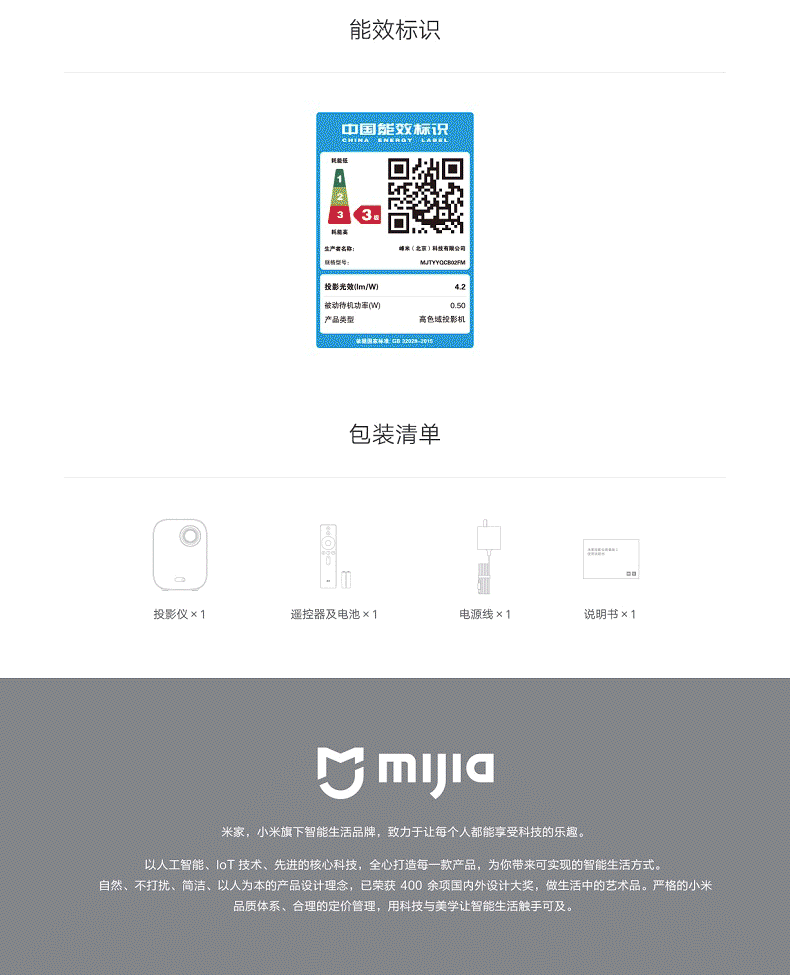 能效标识
中国能效标识
CHINA ENERGY LABEL
耗能低
1
2
3
3级
耗能高
生产者名称：
峰米（北京）科技有限公司
规格型号：
MJTYYGCB02FM
投影光效(lm/W)
4.2
被动待机功率(W)
0.50
产品类型
高色域投影机
依据国家标准: GB 32028-2015
包装清单
投影仪×1
遥控器及电池×1
电源线×1
说明书×1
mijia
米家，小米旗下智能生活品牌，致力于让每个人都能享受科技的乐趣。
以人工智能、IoT 技术、先进的核心科技，全心打造每一款产品，为你带来可实现的智能生活方式。
自然、不打扰、简洁、以人为本的产品设计理念，已荣获 400 余项国内外设计大奖，做生活中的艺术品。严格的小米
品质体系、合理的定价管理，用科技与美学让智能生活触手可及。